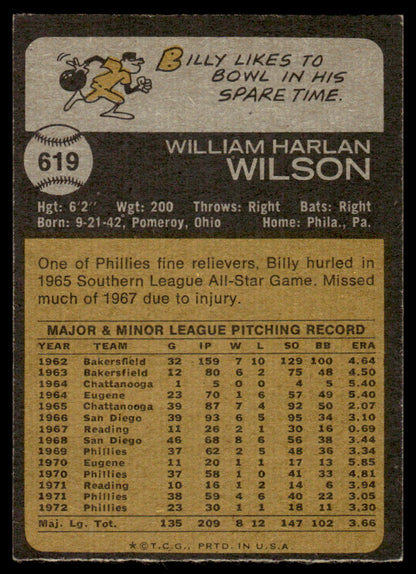 BILLY LIKES TO
BOWL IN HIS
SPARE TIME.
619
WILLIAM HARLAN
WILSON
Hgt: 6'2" Wgt: 200 Throws: Right Bats: Right
Born: 9-21-42, Pomeroy, Ohio Home: Phila., Pa.
One of Phillies fine relievers, Billy hurled in
1965 Southern League All-Star Game. Missed
much of 1967 due to injury.
MAJOR & MINOR LEAGUE PITCHING RECORD
YEAR TEAM G IP W L SO BB ERA
1962 Bakersfield 32 159 7 10 129 100 4.64
1963 Bakersfield 12 80 6 2 75 48 4.50
1964 Chattanooga 1 5 0 0 4 5 5.40
1964 Eugene 23 70 1 6 57 49 5.40
1965 Chattanooga 39 87 7 4 92 50 2.07
1966 San Diego 39 93 6 5 95 34 3.10
1967 Reading 11 26 2 1 30 16 0.69
1968 San Diego 46 68 8 6 56 38 3.44
1969 Phillies 37 62 2 5 48 36 3.34
1970 Eugene 11 20 1 1 17 13 5.85
1970 Phillies 37 58 1 0 41 33 4.81
1971 Reading 10 16 1 2 14 6 3.94
1971 Phillies 38 59 4 6 40 22 3.05
1972 Phillies 23 30 1 1 18 11 3.30
Maj. Lg. Tot. 135 209 8 12 147 102 3.66
*©T.C.G., PRTD. IN U.S.A.